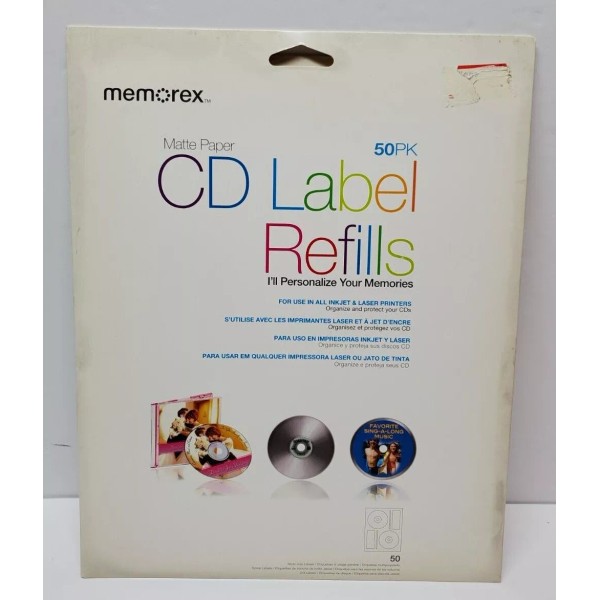 memorex™
Matte Paper
50PK
CD Label
Refills
I'll Personalize Your Memories
FOR USE IN ALL INKJET & LASER PRINTERS
Organize and protect your CDs
S'UTILISE AVEC LES IMPRIMANTES LASER ET À JET D'ENCRE
Organisez et protégez vos CD
PARA USO EN IMPRESORAS INKJET Y LÁSER
Organice y proteja sus discos CD
PARA USAR EM QUALQUER IMPRESSORA LASER OU JATO DE TINTA
Organize e proteja seus CD
FAVORITE
SING-A-LONG
MUSIC
50